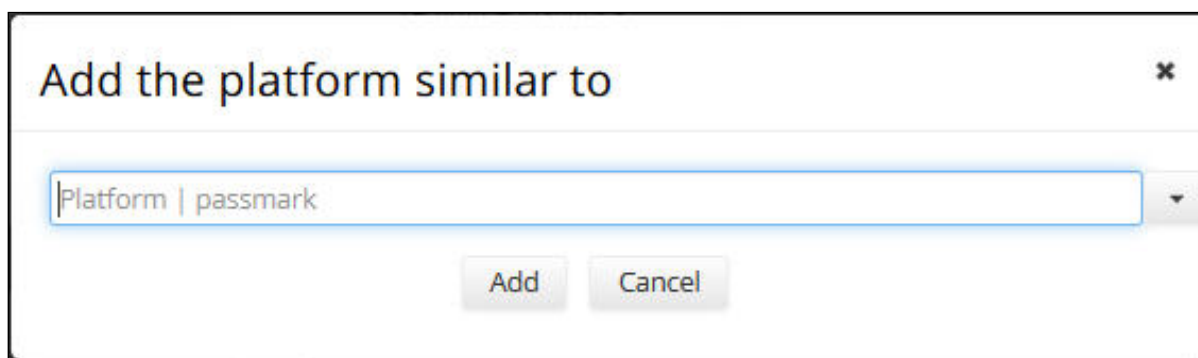 Add the platform similar to
Platform | passmark
Add Cancel